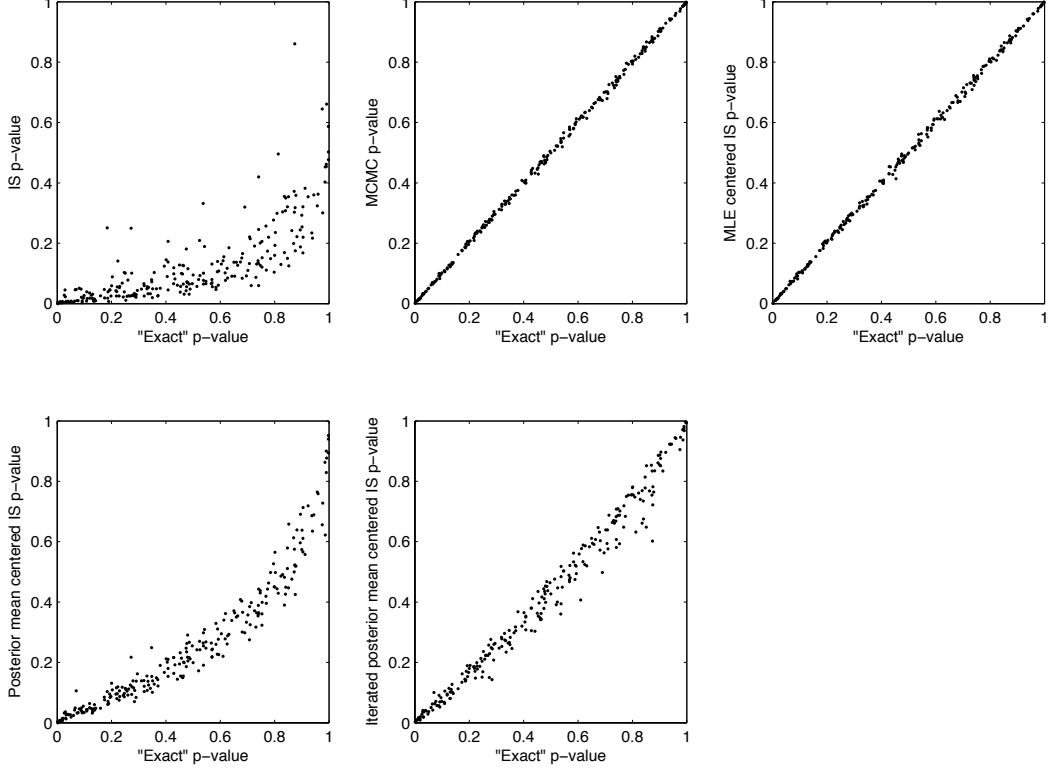 1
0.8
0.6
0.4
0.2
0
0 0.2 0.4 0.6 0.8 1
IS p−value
"Exact" p−value
1
0.8
0.6
0.4
0.2
0
0 0.2 0.4 0.6 0.8 1
MCMC p−value
"Exact" p−value
1
0.8
0.6
0.4
0.2
0
0 0.2 0.4 0.6 0.8 1
MLE centered IS p−value
"Exact" p−value
1
0.8
0.6
0.4
0.2
0
0 0.2 0.4 0.6 0.8 1
Posterior mean centered IS p−value
"Exact" p−value
1
0.8
0.6
0.4
0.2
0
0 0.2 0.4 0.6 0.8 1
Iterated posterior mean centered IS p−value
"Exact" p−value